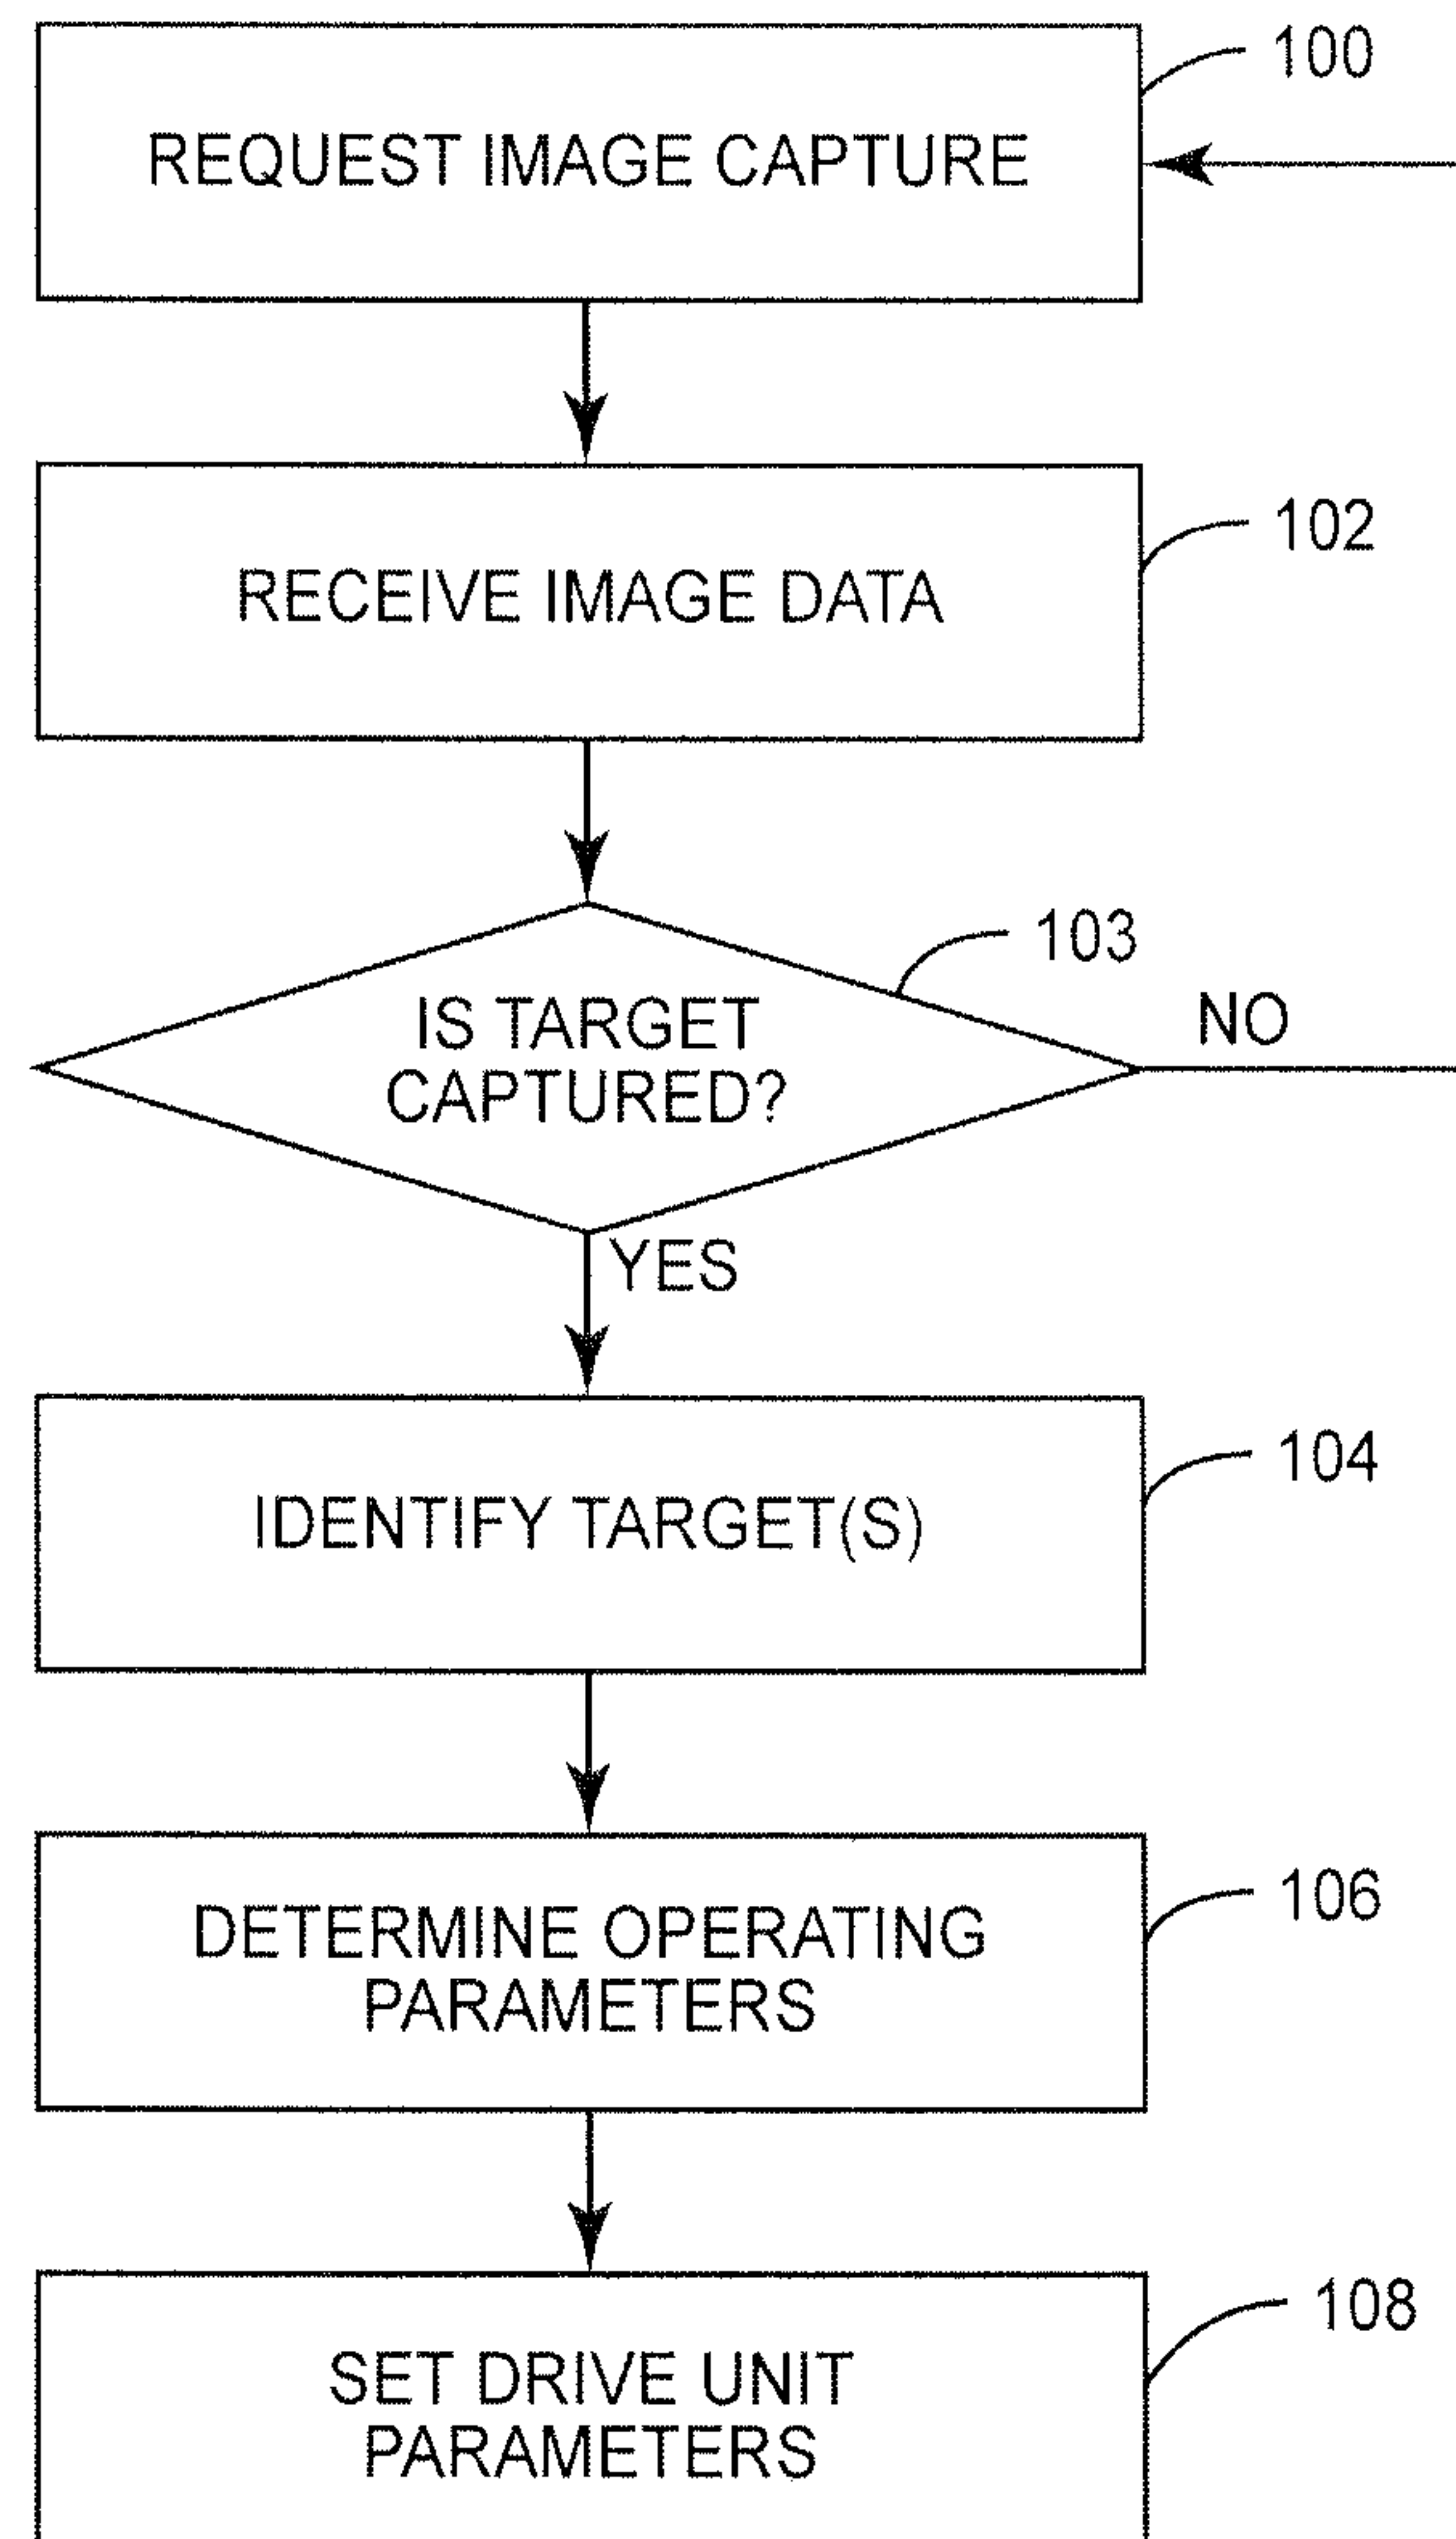 100
REQUEST IMAGE CAPTURE
102
RECEIVE IMAGE DATA
103
IS TARGET
CAPTURED?
NO
YES
104
IDENTIFY TARGET(S)
106
DETERMINE OPERATING
PARAMETERS
108
SET DRIVE UNIT
PARAMETERS